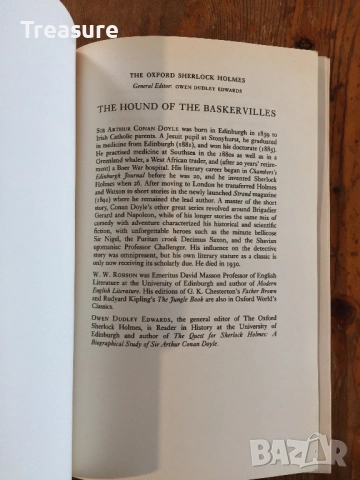 Reverie.bg
THE OXFORD SHERLOCK HOLMES
General Editor: OWEN DUDLEY EDWARDS
THE HOUND OF THE BASKERVILLES
SIR ARTHUR CONAN DOYLE was born in Edinburgh in 1859 to
Irish Catholic parents. A Jesuit pupil at Stonyhurst, he graduated
in medicine from Edinburgh (1881), and won his doctorate (1885).
He practised medicine at Southsea in the 1880s as well as in a
Greenland whaler, a West African trader, and (after 20 years' retire-
ment) a Boer War hospital. His literary career began in Chambers's
Edinburgh Journal before he was 20, and he invented Sherlock
Holmes when 26. After moving to London he transferred Holmes
and Watson to short stories in the newly launched Strand magazine
(1891) where he remained the lead author. A master of the short
story, Conan Doyle's other great series revolved around Brigadier
Gerard and Napoleon, while of his longer stories the same mix of
comedy with adventure characterized his historical and scientific
fiction, with unforgettable heroes such as the mulish bellicose
Sir Nigel, the Puritan crook Decimus Saxon, and the Shavian
agomaniac Professor Challenger. His influence on the detective
story was omnipresent, but his own literary stature as a classic is
only now receiving its scholarly due. He died in 1930.
W. W. ROBSON was Emeritus David Masson Professor of English
Literature at the University of Edinburgh and author of Modern
English Literature. His editions of G. K. Chesterton's Father Brown
and Rudyard Kipling's The Jungle Book are also in Oxford World's
Classics.
OWEN DUDLEY EDWARDS, the general editor of The Oxford
Sherlock Holmes, is Reader in History at the University of
Edinburgh and author of The Quest for Sherlock Holmes: A
Biographical Study of Sir Arthur Conan Doyle.
BAZAR
bg